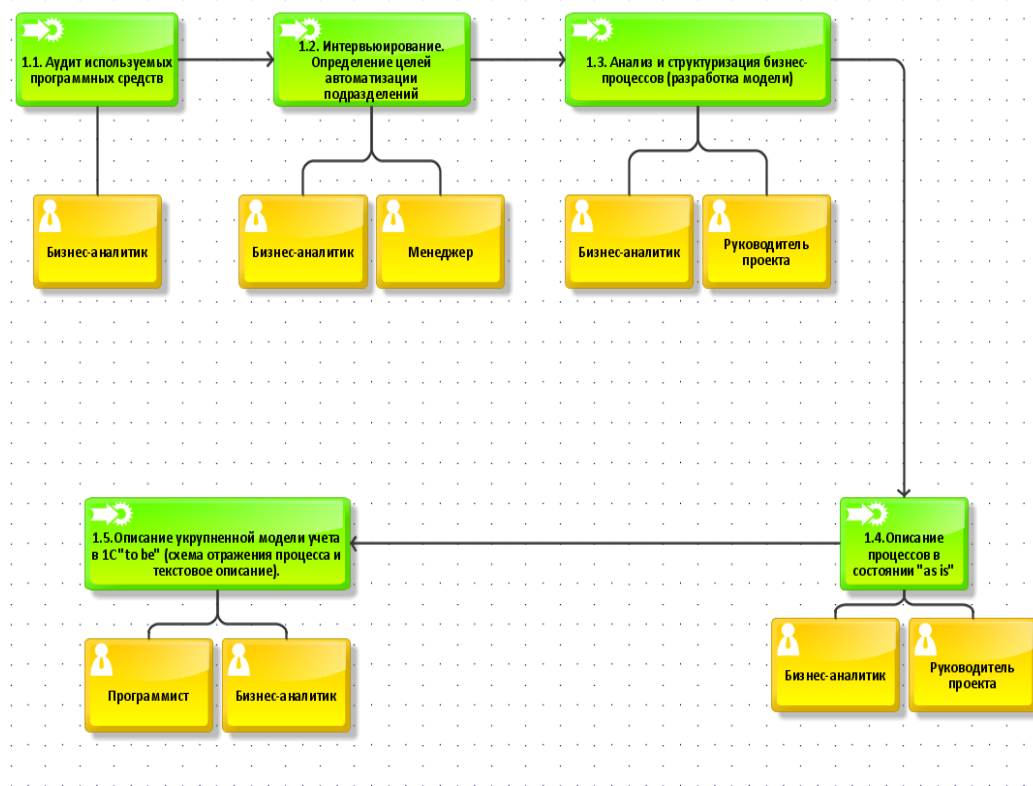 1.1. Аудит используемых
программных средств
1.2. Интервьюирование.
Определение целей
автоматизации
подразделений
1.3. Анализ и структуризация бизнес-
процессов (разработка модели)
Бизнес-аналитик
Бизнес-аналитик
Менеджер
Бизнес-аналитик
Руководитель
проекта
1.4.Описание
процессов в
состоянии "as is"
1.5.Описание укрупненной модели учета
в 1С"to be" (схема отражения процесса и
текстовое описание).
Программист
Бизнес-аналитик
Бизнес-аналитик
Руководитель
проекта